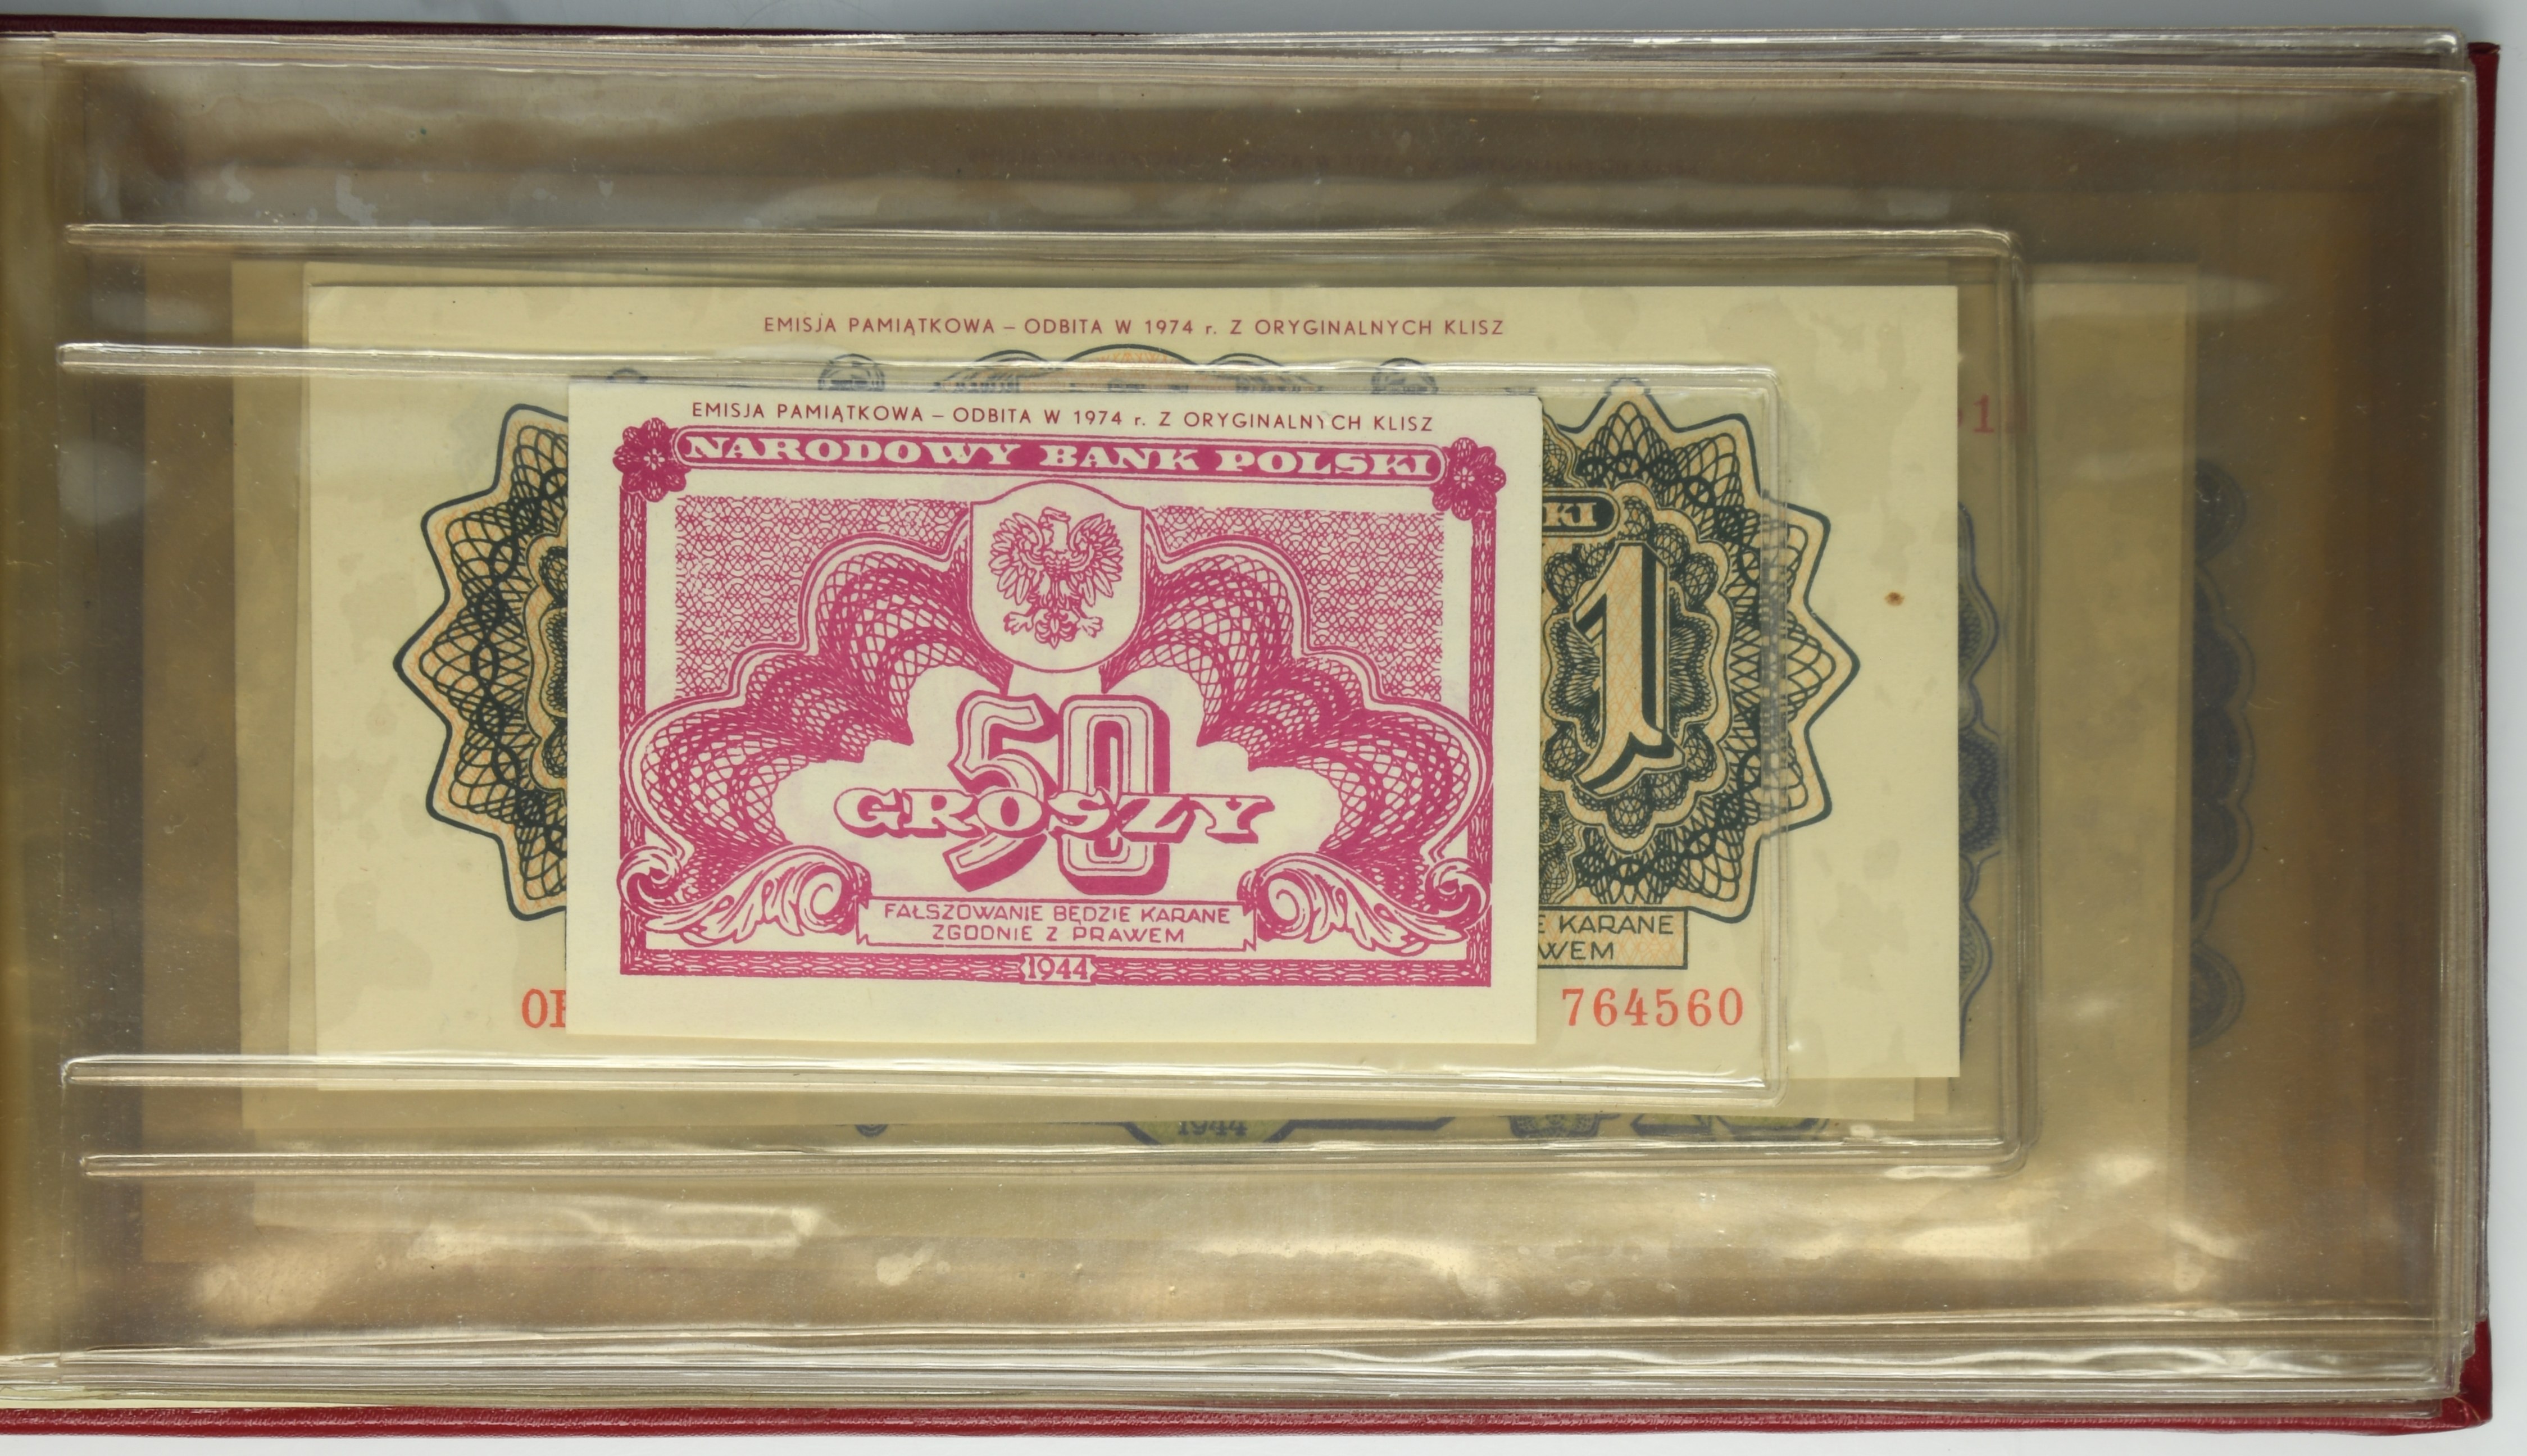 EMISJA PAMIĄTKOWA – ODBITA W 1974 r. Z ORYGINALNYCH KLISZ
EMISJA PAMIĄTKOWA – ODBITA W 1974 r. Z ORYGINALNYCH KLISZ
NARODOWY BANK POLSKI
50
GROSZY
FAŁSZOWANIE BĘDZIE KARANE
ZGODNIE Z PRAWEM
1944
KI
1
E KARANE
WEM
764560
1944